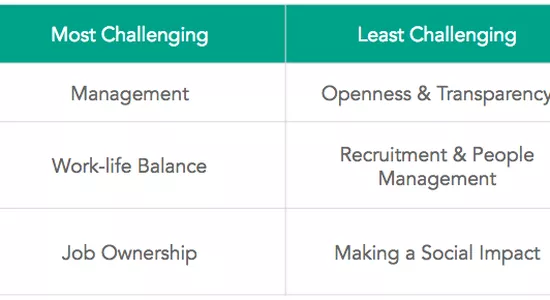 Most Challenging
Least Challenging
Management
Openness & Transparency
Work-life Balance
Recruitment & People
Management
Job Ownership
Making a Social Impact